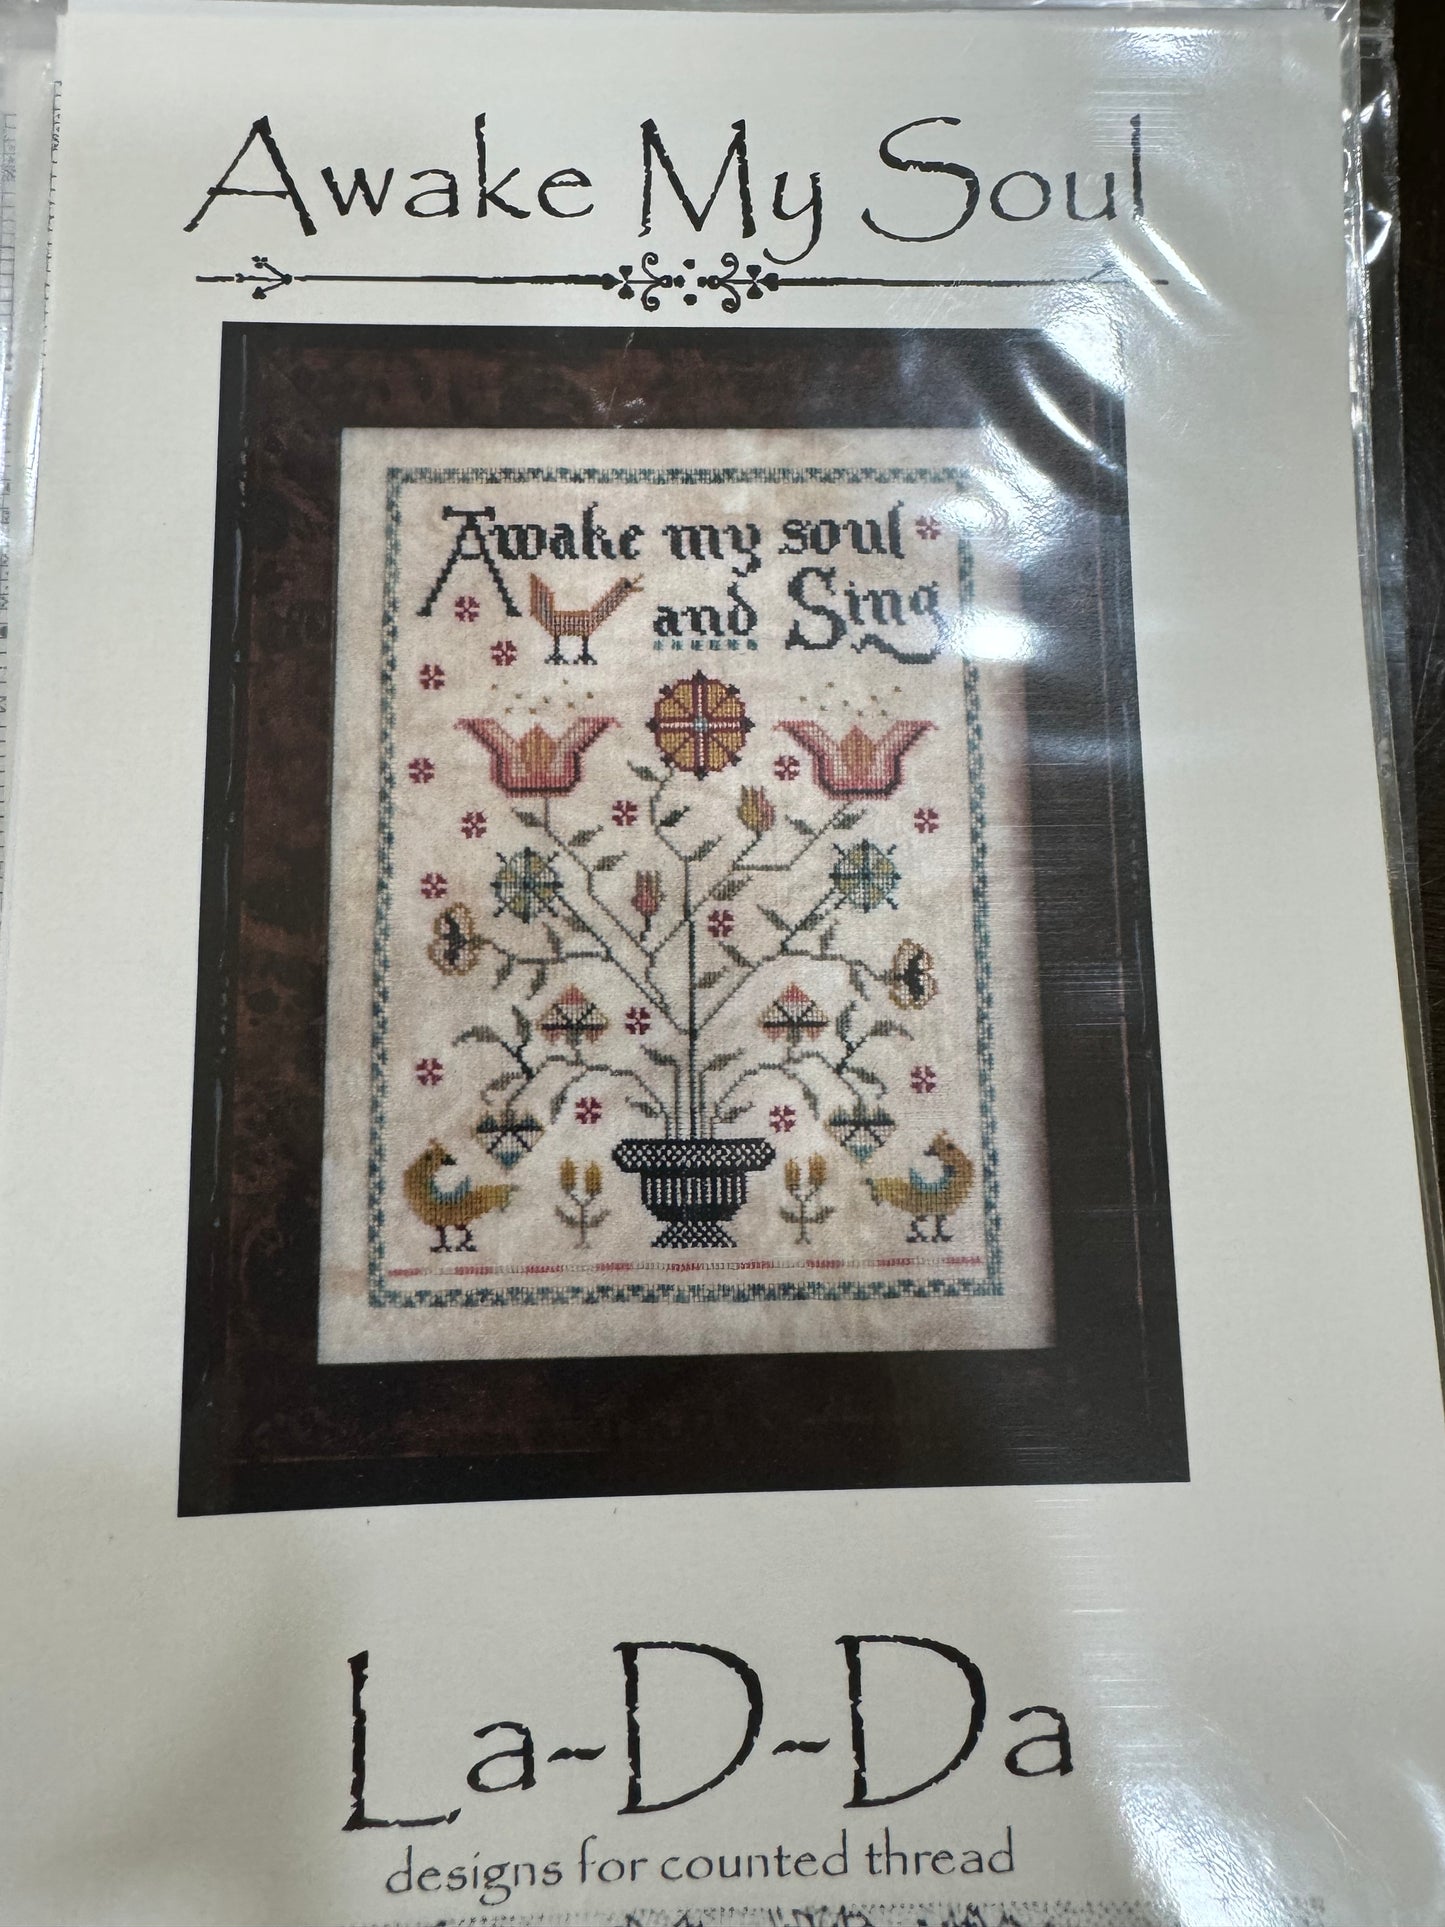 Awake My Soul
Awake my soul
and Sing
La-D-Da
designs for counted thread